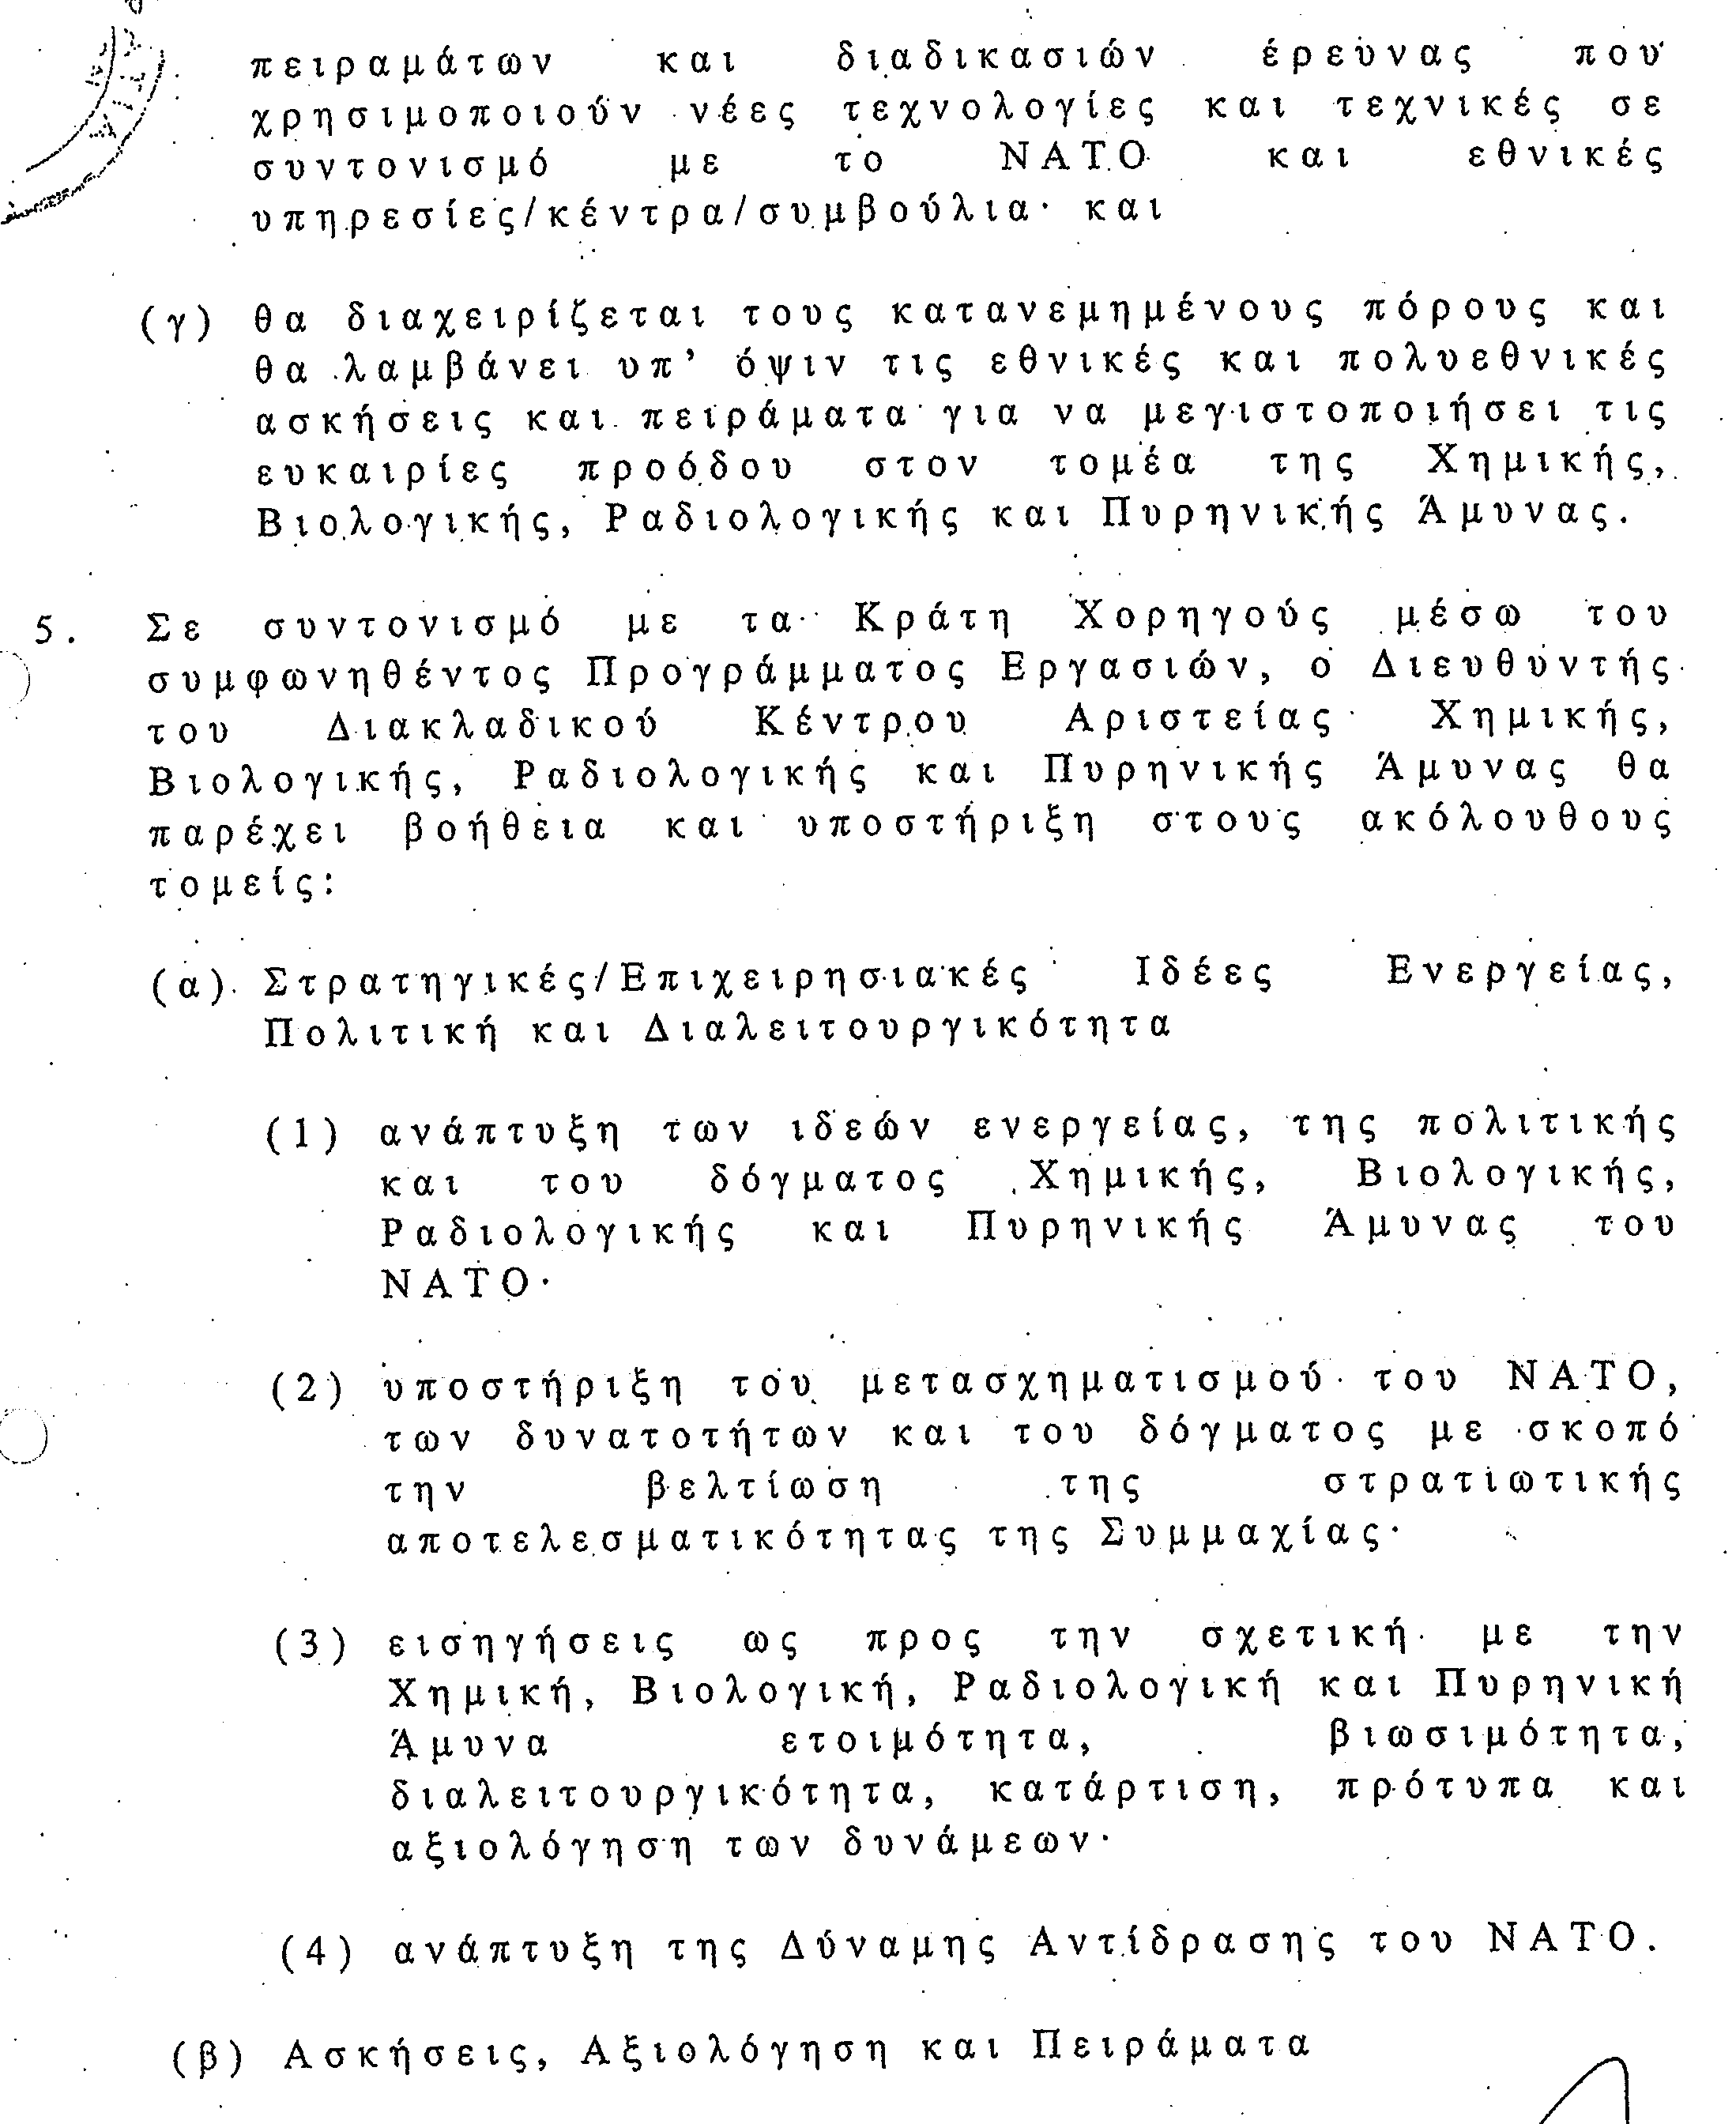 πειραμάτων και διαδικασιών έρευνας που
χρησιμοποιούν νέες τεχνολογίες και τεχνικές σε
συντονισμό με το ΝΑΤΟ και εθνικές
υπηρεσίες/κέντρα/συμβούλια· και
(γ) θα διαχειρίζεται τους κατανεμημένους πόρους και
θα λαμβάνει υπ’ όψιν τις εθνικές και πολυεθνικές
ασκήσεις και πειράματα για να μεγιστοποιήσει τις
ευκαιρίες προόδου στον τομέα της Χημικής,
Βιολογικής, Ραδιολογικής και Πυρηνικής Άμυνας.
5. Σε συντονισμό με τα Κράτη Χορηγούς μέσω του
συμφωνηθέντος Προγράμματος Εργασιών, ο Διευθυντής
του Διακλαδικού Κέντρου Αριστείας Χημικής,
Βιολογικής, Ραδιολογικής και Πυρηνικής Άμυνας θα
παρέχει βοήθεια και υποστήριξη στους ακόλουθους
τομείς:
(α) Στρατηγικές/Επιχειρησιακές Ιδέες Ενεργείας,
Πολιτική και Διαλειτουργικότητα
(1) ανάπτυξη των ιδεών ενεργείας, της πολιτικής
και του δόγματος Χημικής, Βιολογικής,
Ραδιολογικής και Πυρηνικής Άμυνας του
ΝΑΤΟ·
(2) υποστήριξη του μετασχηματισμού του ΝΑΤΟ,
των δυνατοτήτων και του δόγματος με σκοπό
την βελτίωση της στρατιωτικής
αποτελεσματικότητας της Συμμαχίας·
(3) εισηγήσεις ως προς την σχετική με την
Χημική, Βιολογική, Ραδιολογική και Πυρηνική
Άμυνα ετοιμότητα, βιωσιμότητα,
διαλειτουργικότητα, κατάρτιση, πρότυπα και
αξιολόγηση των δυνάμεων·
(4) ανάπτυξη της Δύναμης Αντίδρασης του ΝΑΤΟ.
(β) Ασκήσεις, Αξιολόγηση και Πειράματα